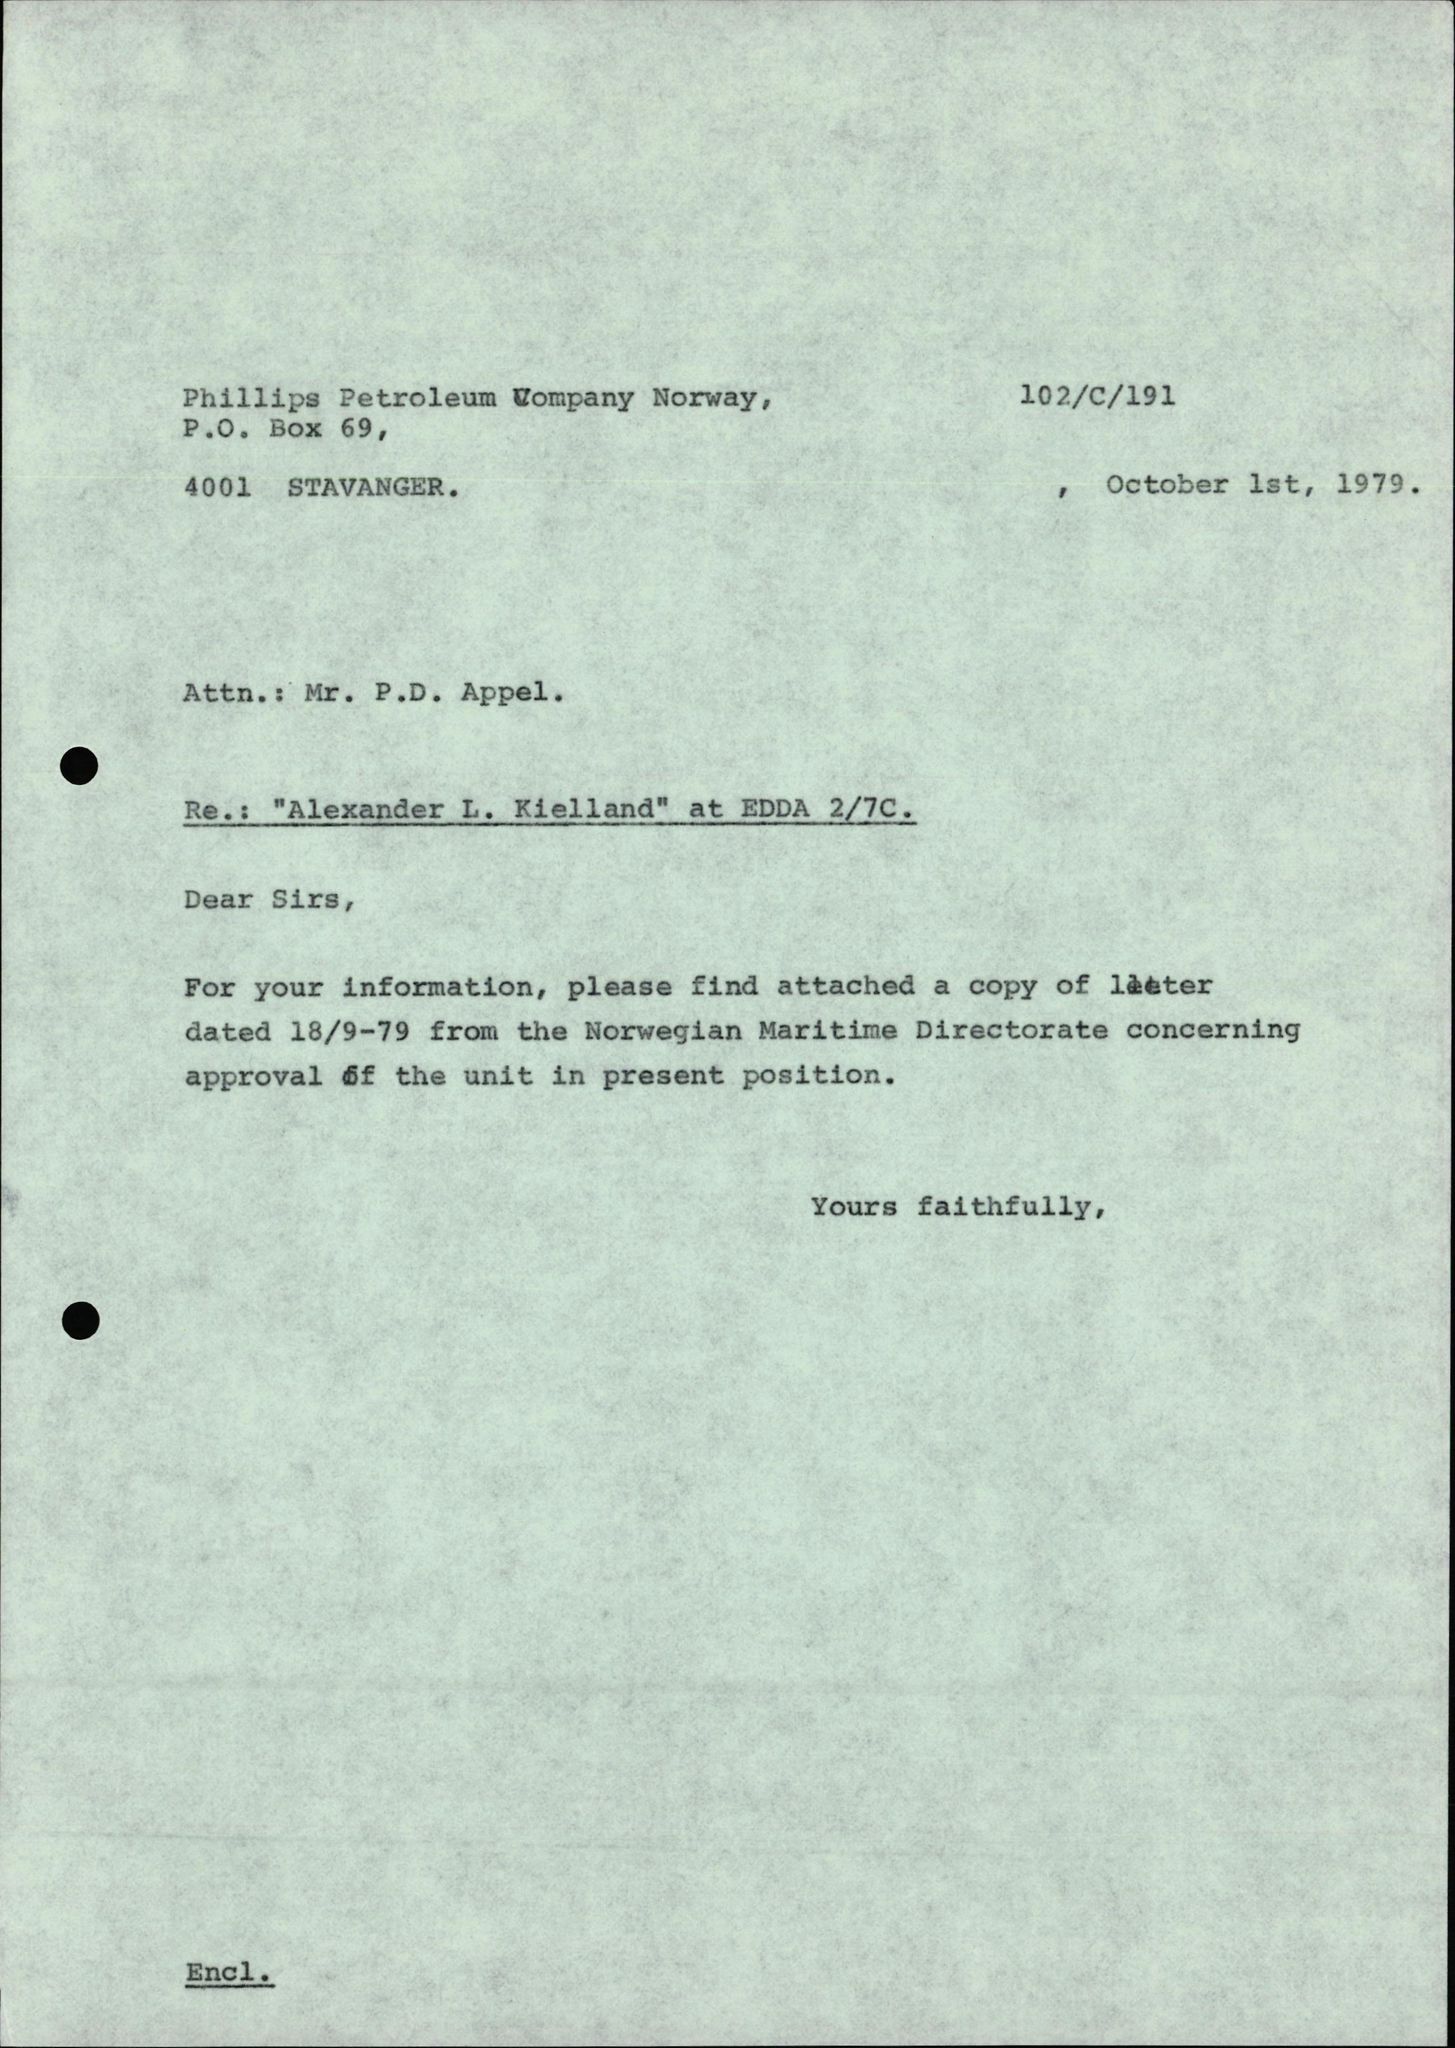 Phillips Petroleum Company Norway,
102/C/191
P.O. Box 69,
4001 STAVANGER.
, October 1st, 1979.
Attn.: Mr. P.D. Appel.
Re.: "Alexander L. Kielland" at EDDA 2/7C.
Dear Sirs,
For your information, please find attached a copy of letter
dated 18/9-79 from the Norwegian Maritime Directorate concerning
approval of the unit in present position.
Yours faithfully,
Encl.